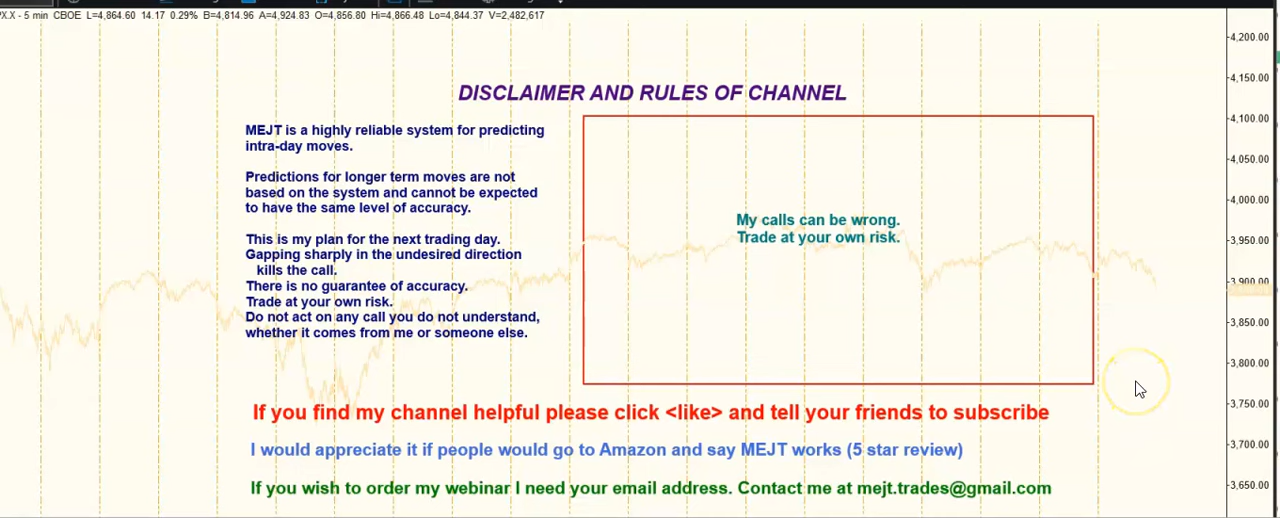 X.X - 5 min CBOE L=4,864.60 14.17 0.29% B=4,814.96 A=4,924.83 O=4,856.80 Hi=4,866.48 Lo=4,844.37 V=2,482,617
DISCLAIMER AND RULES OF CHANNEL
MEJT is a highly reliable system for predicting
intra-day moves.
Predictions for longer term moves are not
based on the system and cannot be expected
to have the same level of accuracy.
This is my plan for the next trading day.
Gapping sharply in the undesired direction
kills the call.
There is no guarantee of accuracy.
Trade at your own risk.
Do not act on any call you do not understand,
whether it comes from me or someone else.
My calls can be wrong.
Trade at your own risk.
If you find my channel helpful please click <like> and tell your friends to subscribe
I would appreciate it if people would go to Amazon and say MEJT works (5 star review)
If you wish to order my webinar I need your email address. Contact me at mejt.trades@gmail.com
4,200.00
4,150.00
4,100.00
4,050.00
4,000.00
3,950.00
3,900.00
3,850.00
3,800.00
3,750.00
3,700.00
3,650.00